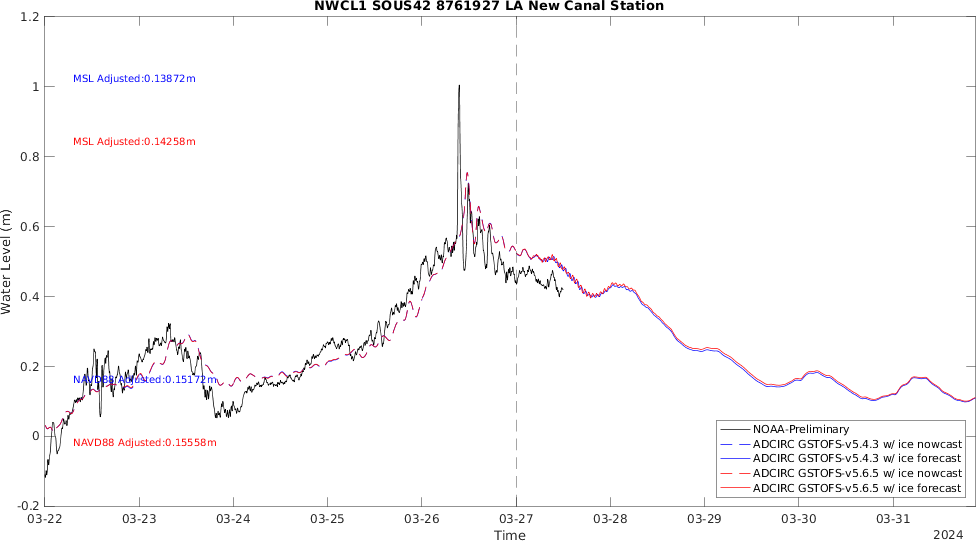 NWCL1 SOUS42 8761927 LA New Canal Station
1.2
1
0.8
0.6
0.4
0.2
0
-0.2
Water Level (m)
MSL Adjusted:0.13872m
MSL Adjusted:0.14258m
NAVD88 Adjusted:0.15172m
NAVD88 Adjusted:0.15558m
NOAA-Preliminary
ADCIRC GSTOFS-v5.4.3 w/ ice nowcast
ADCIRC GSTOFS-v5.4.3 w/ ice forecast
ADCIRC GSTOFS-v5.6.5 w/ ice nowcast
ADCIRC GSTOFS-v5.6.5 w/ ice forecast
03-22 03-23 03-24 03-25 03-26 03-27 03-28 03-29 03-30 03-31
Time
2024